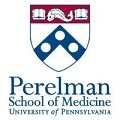 Perelman
School of Medicine
UNIVERSITY of PENNSYLVANIA